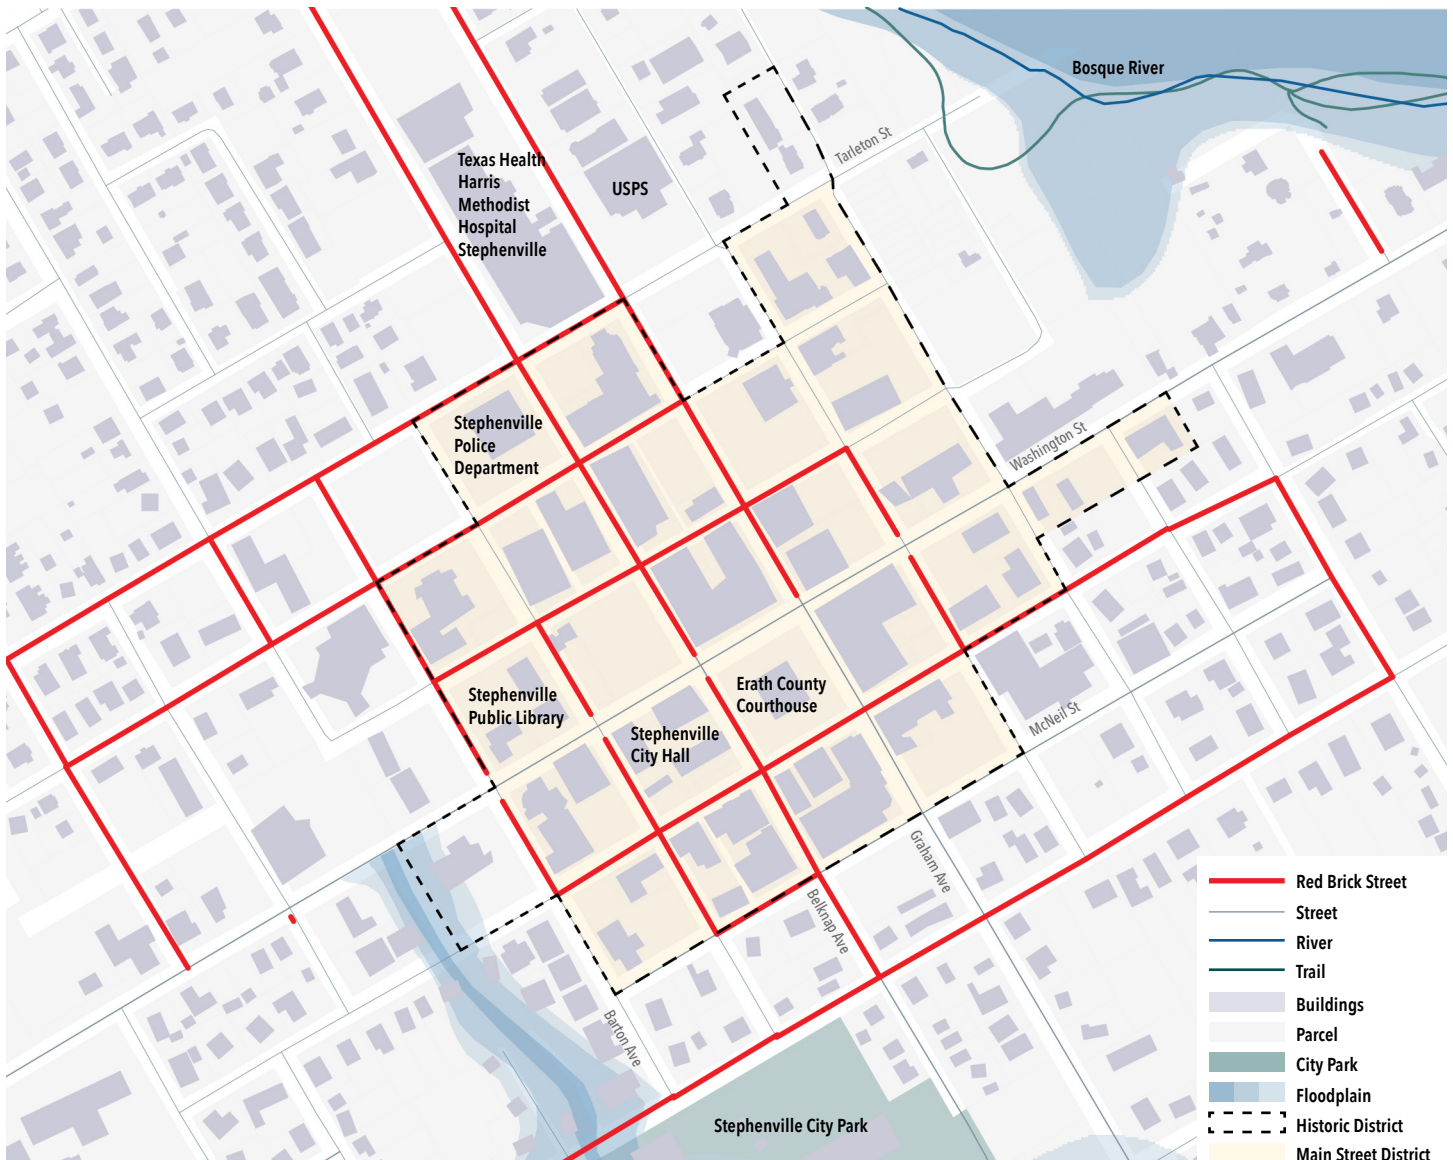 Bosque River
Tarleton St
Texas Health
Harris
Methodist
Hospital
Stephenville
USPS
Stephenville
Police
Department
Washington St
Stephenville
Public Library
Erath County
Courthouse
Stephenville
City Hall
McNeil St
Graham Ave
Belknap Ave
Barton Ave
Stephenville City Park
Red Brick Street
Street
River
Trail
Buildings
Parcel
City Park
Floodplain
Historic District
Main Street District